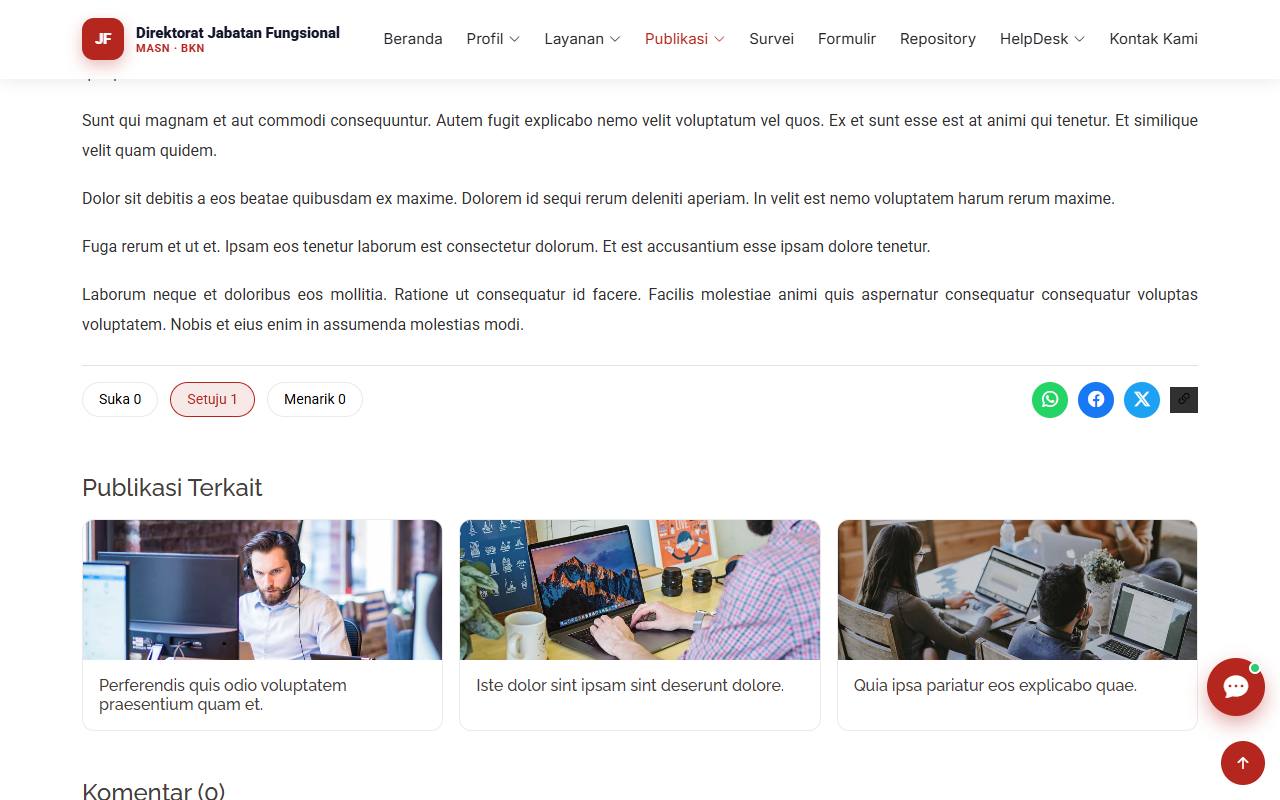 JF
Direktorat Jabatan Fungsional
MASN · BKN
Beranda
Profil
Layanan
Publikasi
Survei
Formulir
Repository
HelpDesk
Kontak Kami
Sunt qui magnam et aut commodi consequuntur. Autem fugit explicabo nemo velit voluptatum vel quos. Ex et sunt esse est at animi qui tenetur. Et similique
velit quam quidem.
Dolor sit debitis a eos beatae quibusdam ex maxime. Dolorem id sequi rerum deleniti aperiam. In velit est nemo voluptatem harum rerum maxime.
Fuga rerum et ut et. Ipsam eos tenetur laborum est consectetur dolorum. Et est accusantium esse ipsam dolore tenetur.
Laborum neque et doloribus eos mollitia. Ratione ut consequatur id facere. Facilis molestiae animi quis aspernatur consequatur consequatur voluptas
voluptatem. Nobis et eius enim in assumenda molestias modi.
Suka 0
Setuju 1
Menarik 0
Publikasi Terkait
LIVE
Perferendis quis odio voluptatem
praesentium quam et.
Iste dolor sint ipsam sint deserunt dolore.
Quia ipsa pariatur eos explicabo quae.
Komentar (0)